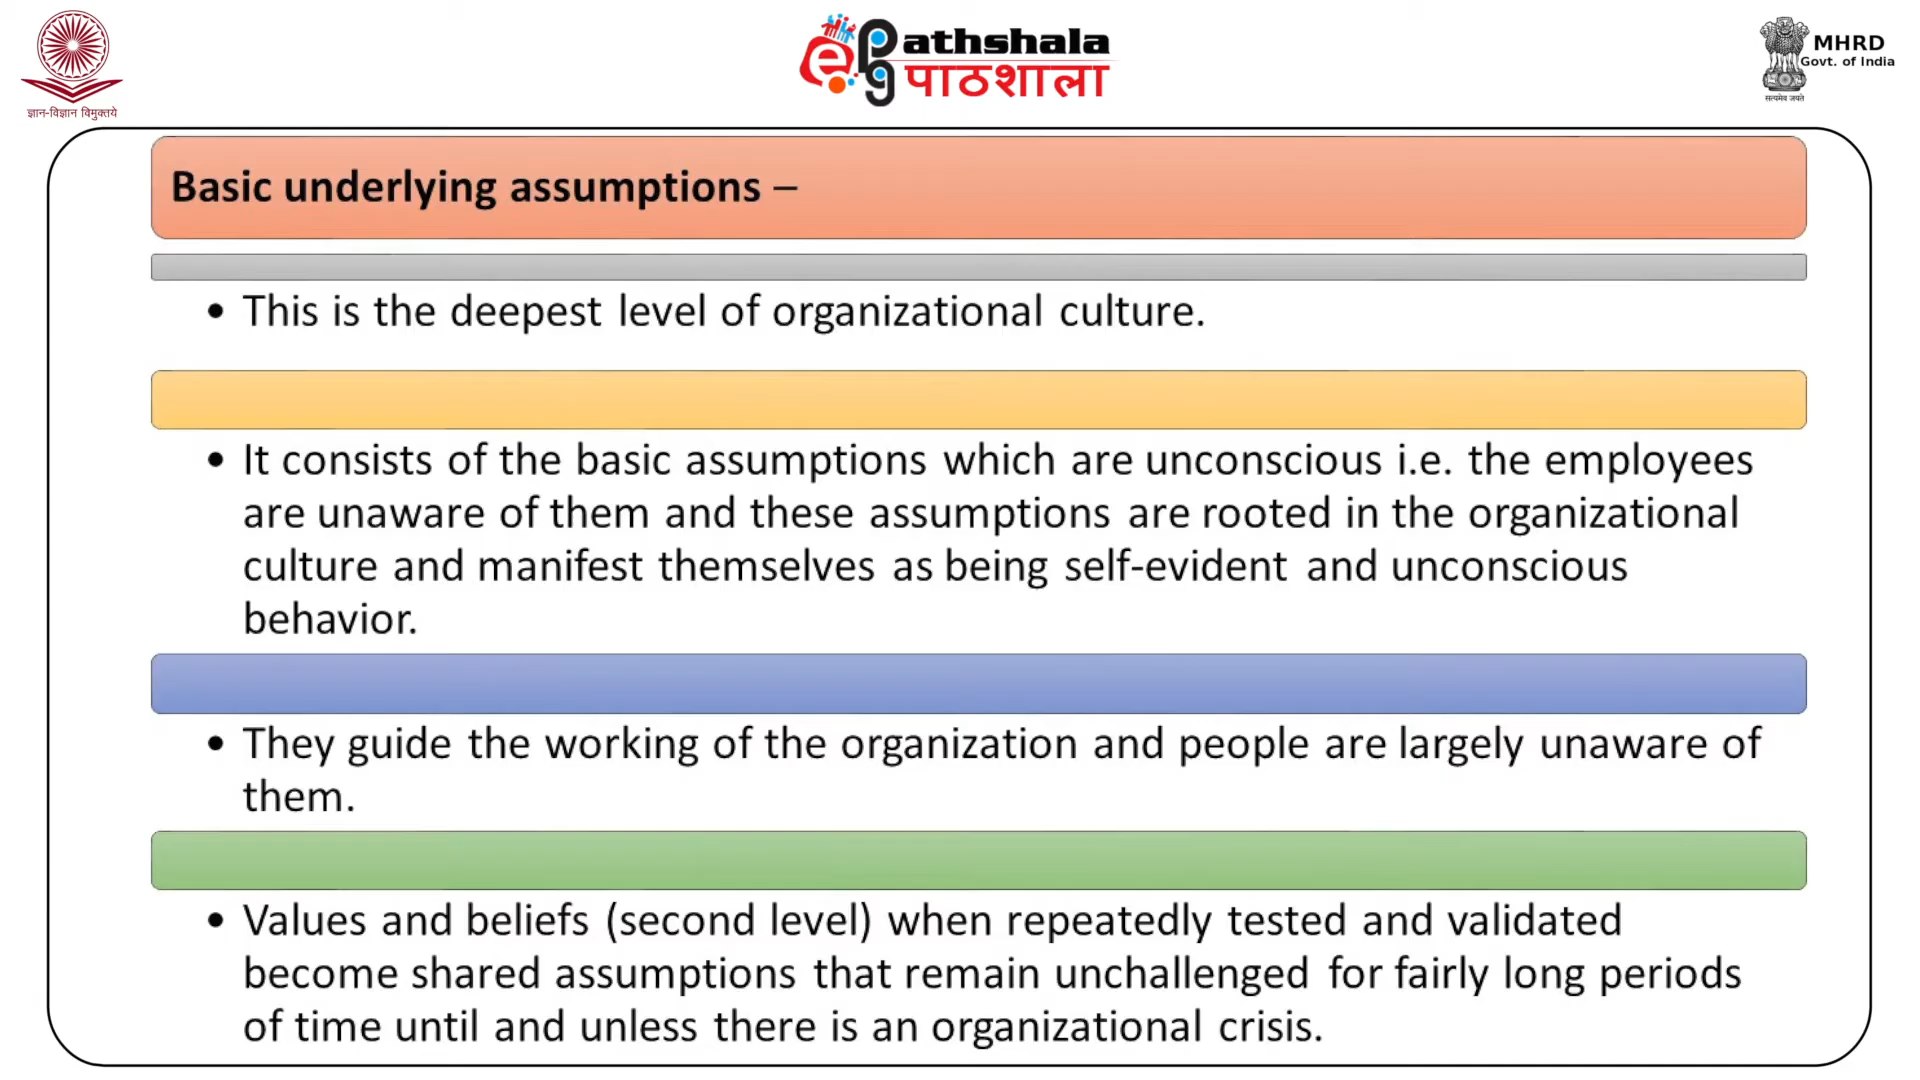 ज्ञान-विज्ञान विमुक्तये
e pg athshala
पाठशाला
MHRD
Govt. of India
सत्यमेव जयते
Basic underlying assumptions –
• This is the deepest level of organizational culture.
• It consists of the basic assumptions which are unconscious i.e. the employees
are unaware of them and these assumptions are rooted in the organizational
culture and manifest themselves as being self-evident and unconscious
behavior.
• They guide the working of the organization and people are largely unaware of
them.
• Values and beliefs (second level) when repeatedly tested and validated
become shared assumptions that remain unchallenged for fairly long periods
of time until and unless there is an organizational crisis.